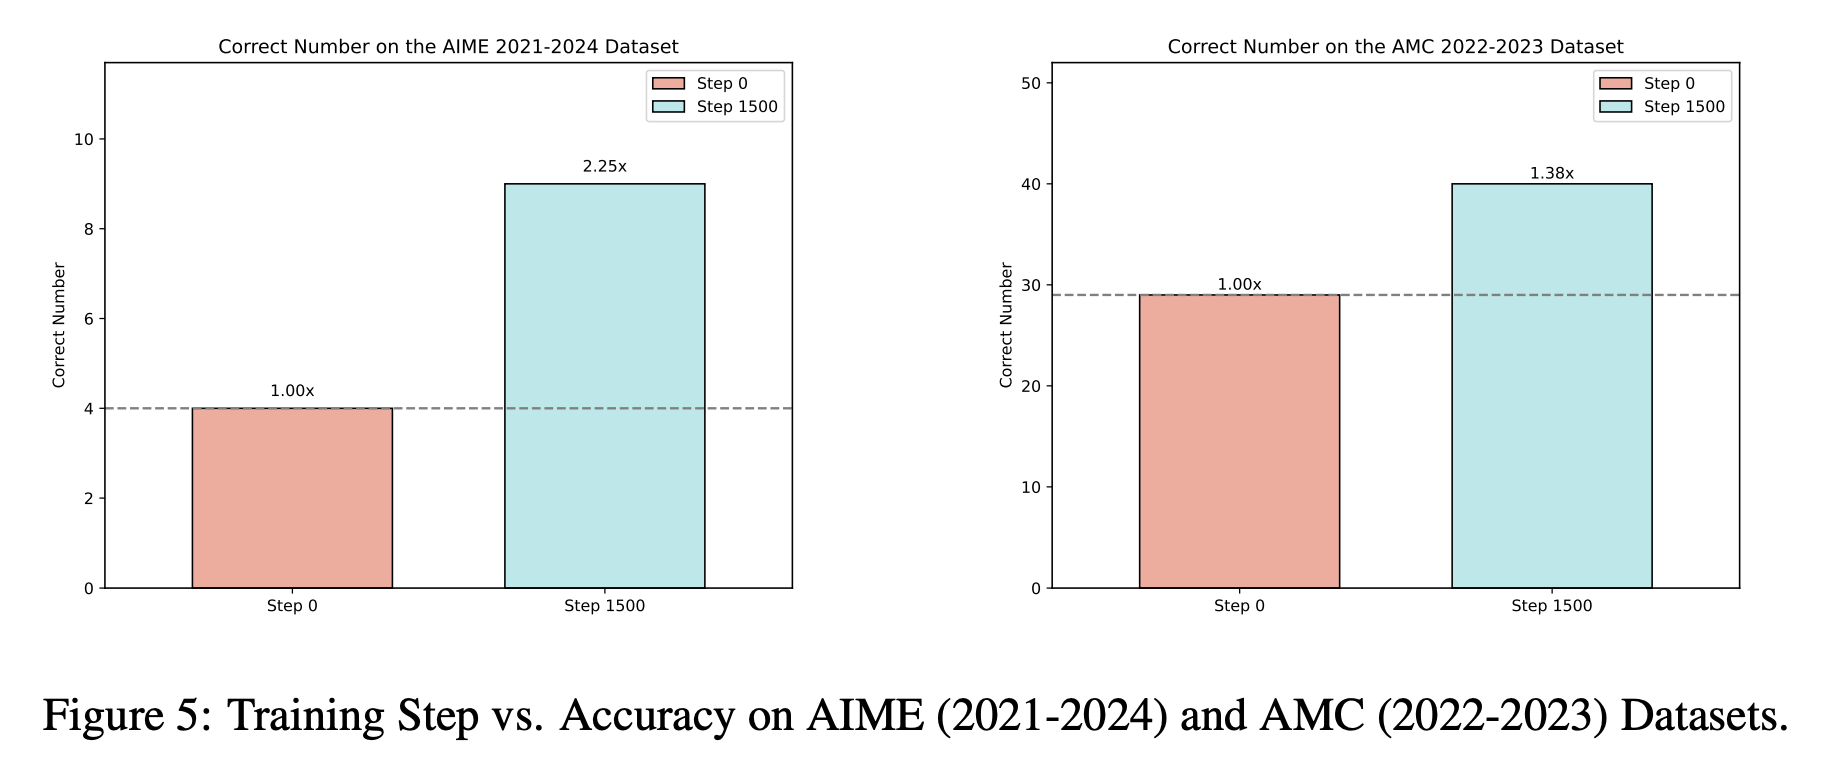 Correct Number on the AIME 2021-2024 Dataset
Step 0
Step 1500
10
8
6
4
2
0
Correct Number
1.00x
2.25x
Step 0
Step 1500
Correct Number on the AMC 2022-2023 Dataset
Step 0
Step 1500
50
40
30
20
10
0
Correct Number
1.00x
1.38x
Step 0
Step 1500
Figure 5: Training Step vs. Accuracy on AIME (2021-2024) and AMC (2022-2023) Datasets.